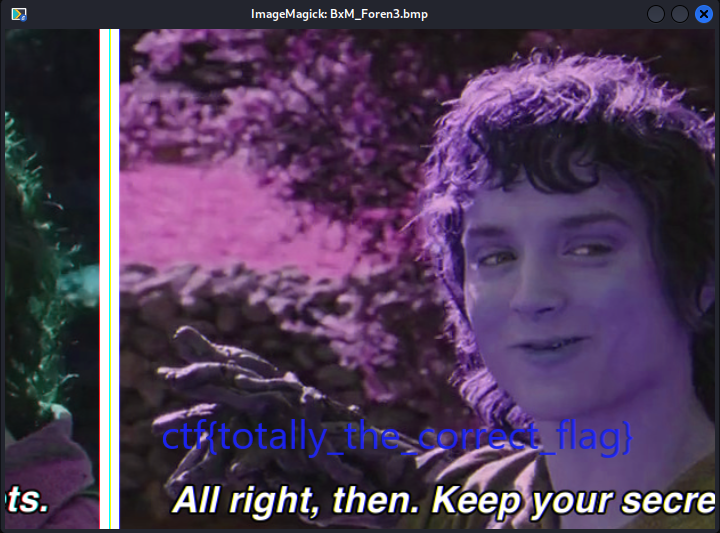 ImageMagick: BxM_Foren3.bmp
ctf{totally_the_correct_flag}
ts. All right, then. Keep your secre